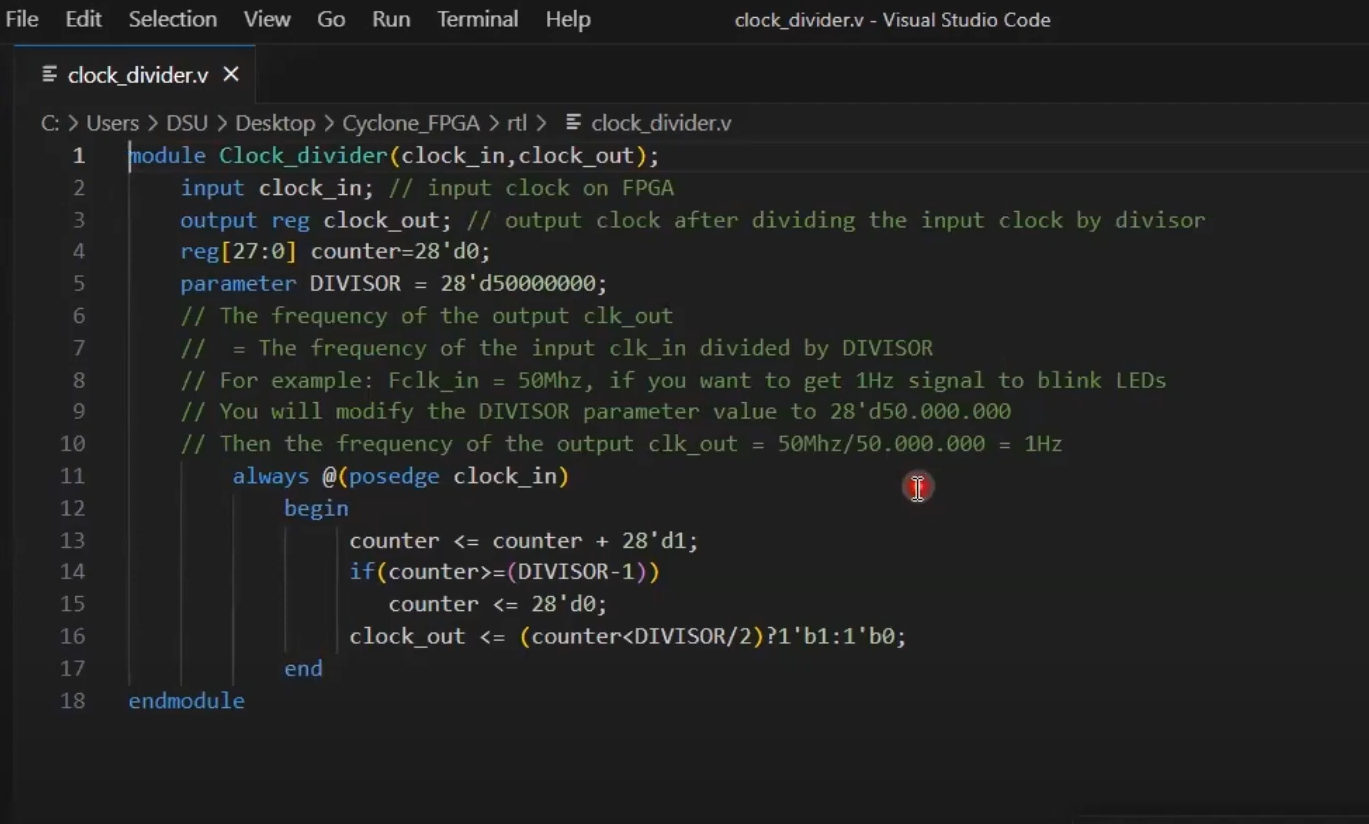 File Edit Selection View Go Run Terminal Help clock_divider.v - Visual Studio Code
clock_divider.v
C: > Users > DSU > Desktop > Cyclone_FPGA > rtl > clock_divider.v
1 module Clock_divider(clock_in,clock_out);
2 input clock_in; // input clock on FPGA
3 output reg clock_out; // output clock after dividing the input clock by divisor
4 reg[27:0] counter=28'd0;
5 parameter DIVISOR = 28'd50000000;
6 // The frequency of the output clk_out
7 //  = The frequency of the input clk_in divided by DIVISOR
8 // For example: Fclk_in = 50Mhz, if you want to get 1Hz signal to blink LEDs
9 // You will modify the DIVISOR parameter value to 28'd50.000.000
10 // Then the frequency of the output clk_out = 50Mhz/50.000.000 = 1Hz
11 always @(posedge clock_in)
12 begin
13 counter <= counter + 28'd1;
14 if(counter>=(DIVISOR-1))
15 counter <= 28'd0;
16 clock_out <= (counter<DIVISOR/2)?1'b1:1'b0;
17 end
18 endmodule